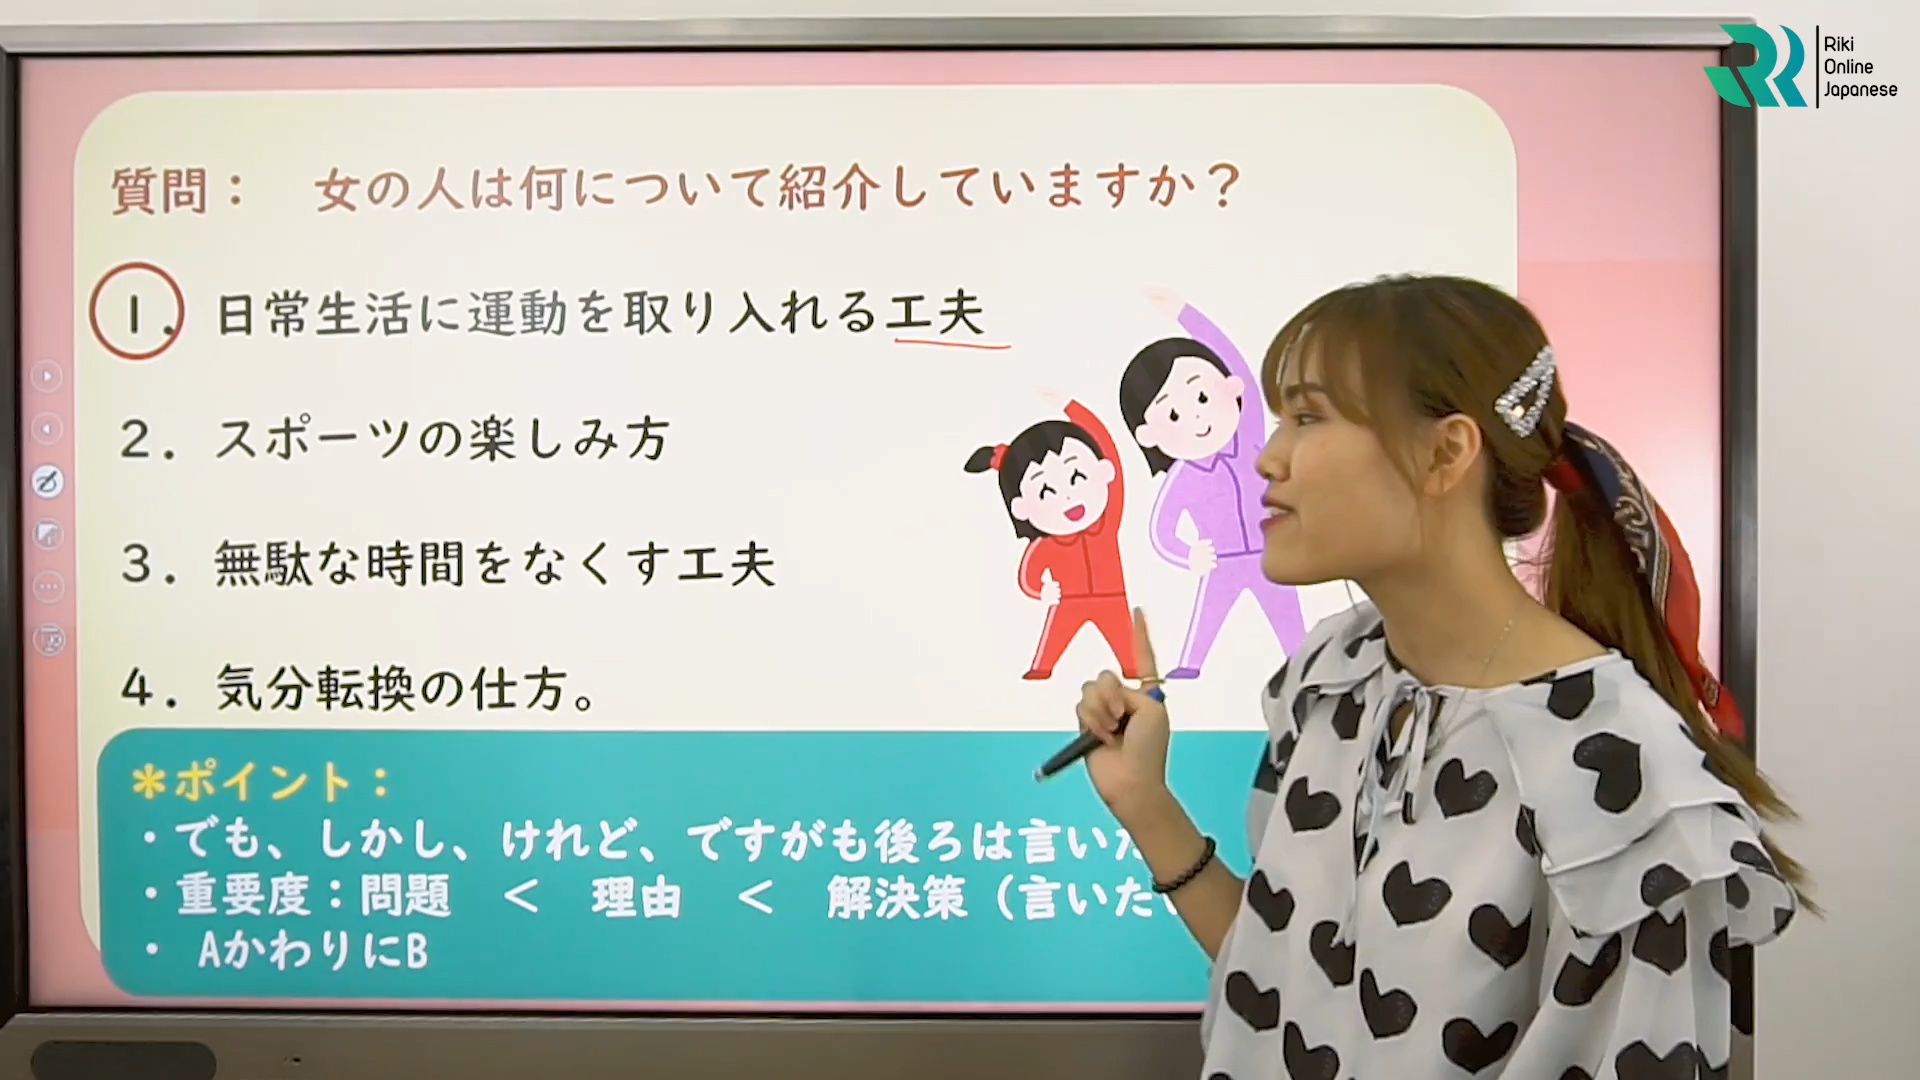 Riki
Online
Japanese
質問： 女の人は何について紹介していますか？
１．日常生活に運動を取り入れる工夫
２．スポーツの楽しみ方
３．無駄な時間をなくす工夫
４．気分転換の仕方。
＊ポイント：
・でも、しかし、けれど、ですがも後ろは言い
・重要度：問題 ＜ 理由 ＜ 解決策（言いた
・ AかわりにB